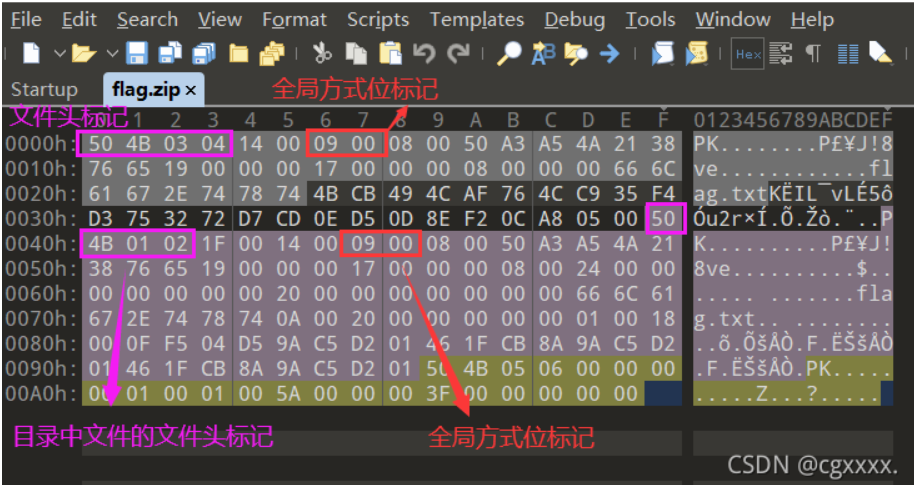 File Edit Search View Format Scripts Templates Debug Tools Window Help
Hex
Startup flag.zip × 全局方式位标记
文件头标记
0 1 2 3 4 5 6 7 8 9 A B C D E F 0123456789ABCDEF
0000h: 50 4B 03 04 14 00 09 00 08 00 50 A3 A5 4A 21 38 PK........P£¥J!8
0010h: 76 65 19 00 00 00 17 00 00 00 08 00 00 00 66 6C ve............fl
0020h: 61 67 2E 74 78 74 4B CB 49 4C AF 76 4C C9 35 F4 ag.txtKËIL¯vLÉ5ô
0030h: D3 75 32 72 D7 CD 0E D5 0D 8E F2 0C A8 05 00 50 Óu2r×Í.Õ.Žò.¨..P
0040h: 4B 01 02 1F 00 14 00 09 00 08 00 50 A3 A5 4A 21 K..........P£¥J!
0050h: 38 76 65 19 00 00 00 17 00 00 00 08 00 24 00 00 8ve..........$..
0060h: 00 00 00 00 00 20 00 00 00 00 00 00 00 66 6C 61 ..... .......fla
0070h: 67 2E 74 78 74 0A 00 20 00 00 00 00 00 01 00 18 g.txt.. ........
0080h: 00 0F F5 04 D5 9A C5 D2 01 46 1F CB 8A 9A C5 D2 ..õ.ÕšÅÒ.F.ËŠšÅÒ
0090h: 01 46 1F CB 8A 9A C5 D2 01 50 4B 05 06 00 00 00 .F.ËŠšÅÒ.PK.....
00A0h: 00 01 00 01 00 5A 00 00 00 3F 00 00 00 00 00 .....Z...?.....
目录中文件的文件头标记 全局方式位标记
CSDN @cgxxxx.